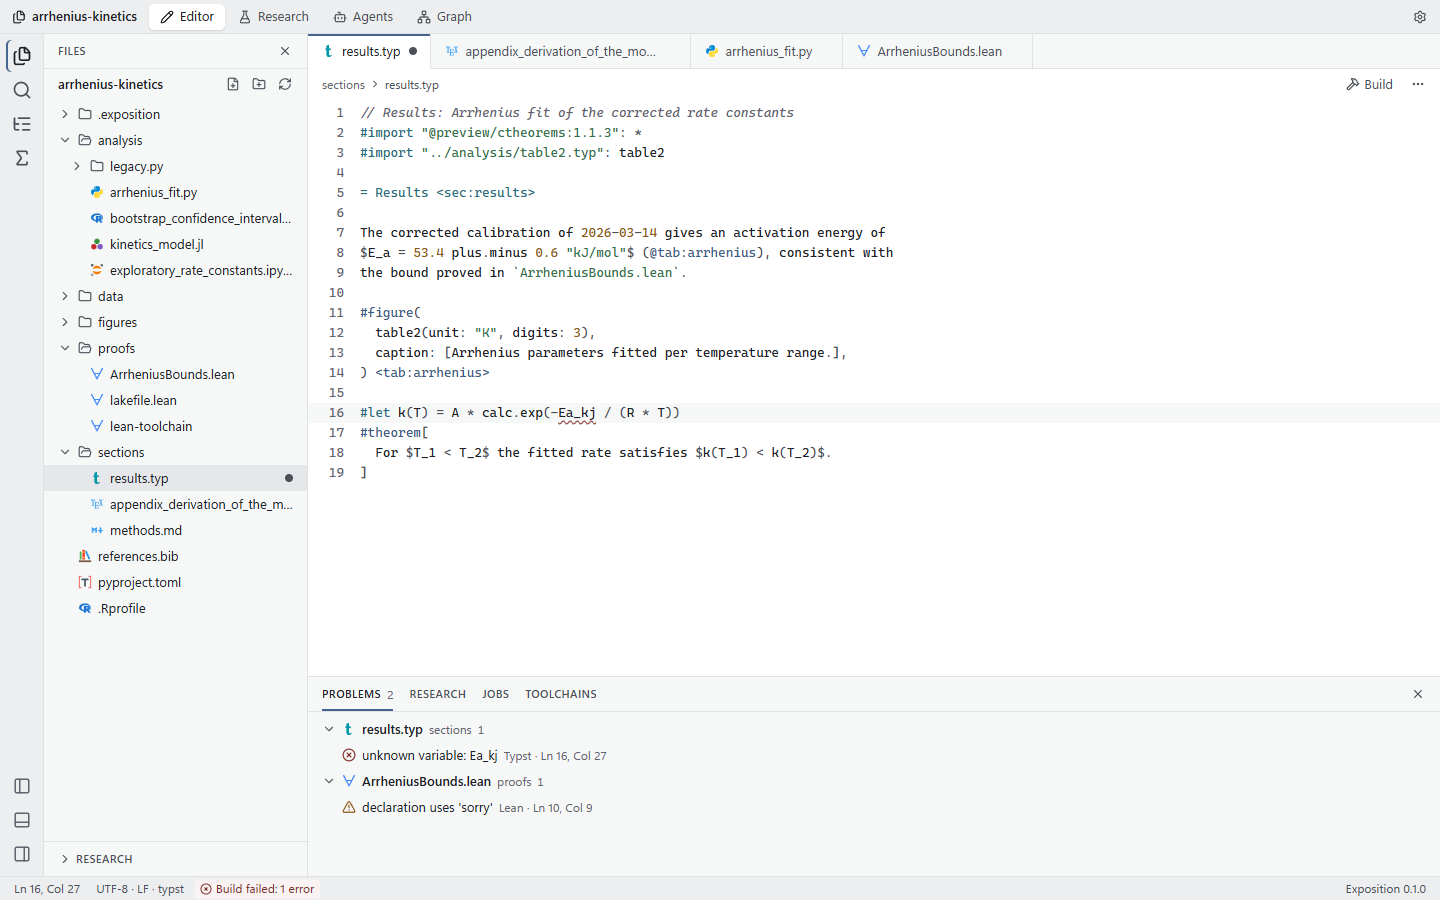 arrhenius-kinetics
Editor
Research
Agents
Graph
FILES
arrhenius-kinetics
.exposition
analysis
legacy.py
arrhenius_fit.py
bootstrap_confidence_interval...
kinetics_model.jl
exploratory_rate_constants.ipy...
data
figures
proofs
ArrheniusBounds.lean
lakefile.lean
lean-toolchain
sections
results.typ
appendix_derivation_of_the_m...
methods.md
references.bib
pyproject.toml
.Rprofile
RESEARCH
results.typ
appendix_derivation_of_the_mo...
arrhenius_fit.py
ArrheniusBounds.lean
sections > results.typ
Build
1 // Results: Arrhenius fit of the corrected rate constants
2 #import "@preview/ctheorems:1.1.3": *
3 #import "../analysis/table2.typ": table2
4
5 = Results <sec:results>
6
7 The corrected calibration of 2026-03-14 gives an activation energy of
8 $E_a = 53.4 plus.minus 0.6 "kJ/mol"$ (@tab:arrhenius), consistent with
9 the bound proved in `ArrheniusBounds.lean`.
10
11 #figure(
12   table2(unit: "K", digits: 3),
13   caption: [Arrhenius parameters fitted per temperature range.],
14 ) <tab:arrhenius>
15
16 #let k(T) = A * calc.exp(-Ea_kj / (R * T))
17 #theorem[
18   For $T_1 < T_2$ the fitted rate satisfies $k(T_1) < k(T_2)$.
19 ]
PROBLEMS 2
RESEARCH
JOBS
TOOLCHAINS
results.typ sections 1
unknown variable: Ea_kj Typst · Ln 16, Col 27
ArrheniusBounds.lean proofs 1
declaration uses 'sorry' Lean · Ln 10, Col 9
Ln 16, Col 27
UTF-8 · LF · typst
Build failed: 1 error
Exposition 0.1.0